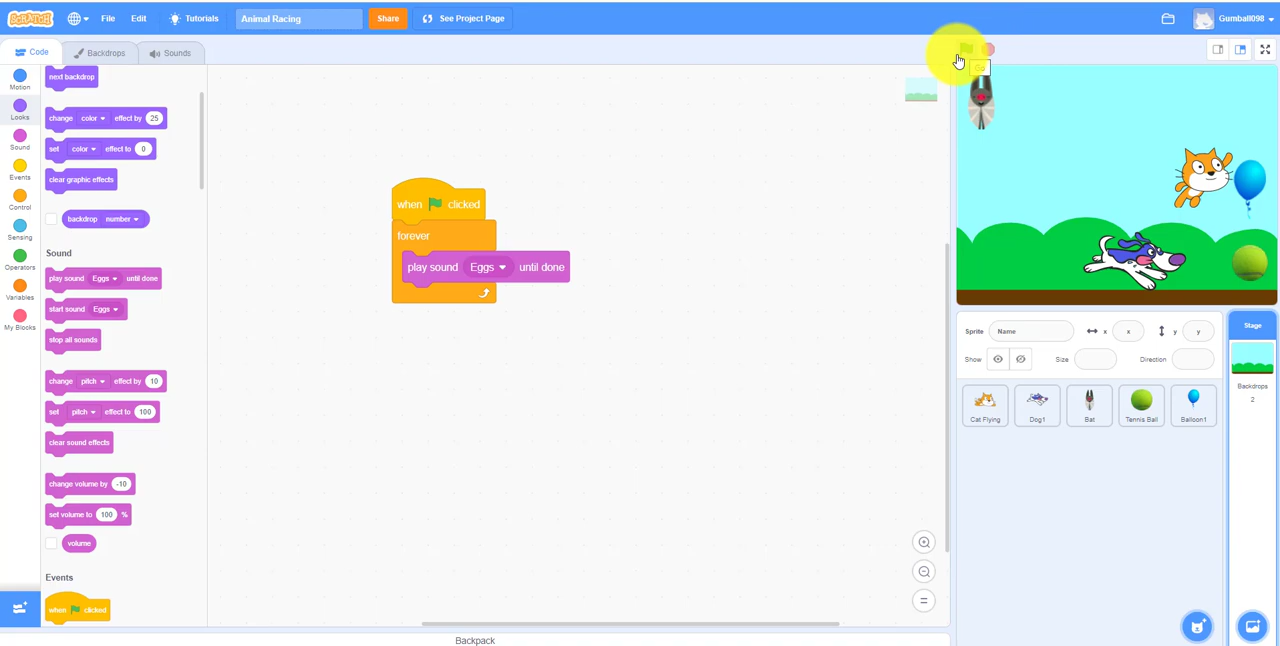 SCRATCH File Edit Tutorials Animal Racing Share See Project Page Gumball098
Code Backdrops Sounds
Go
Motion
Looks
Sound
Events
Control
Sensing
Operators
Variables
My Blocks
next backdrop
change color effect by 25
set color effect to 0
clear graphic effects
backdrop number
Sound
play sound Eggs until done
start sound Eggs
stop all sounds
change pitch effect by 10
set pitch effect to 100
clear sound effects
change volume by -10
set volume to 100 %
volume
Events
when clicked
when clicked
forever
play sound Eggs until done
Backpack
Sprite Name x x y y
Show Size Direction
Cat Flying Dog1 Bat Tennis Ball Balloon1
Stage
Backdrops
2